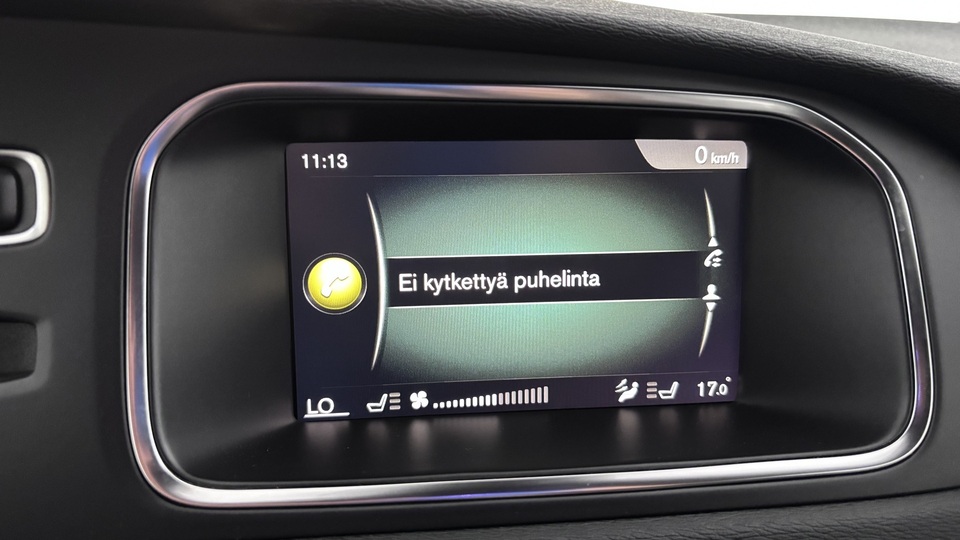 11:13
0 km/h
Ei kytkettyä puhelinta
LO
17.0°